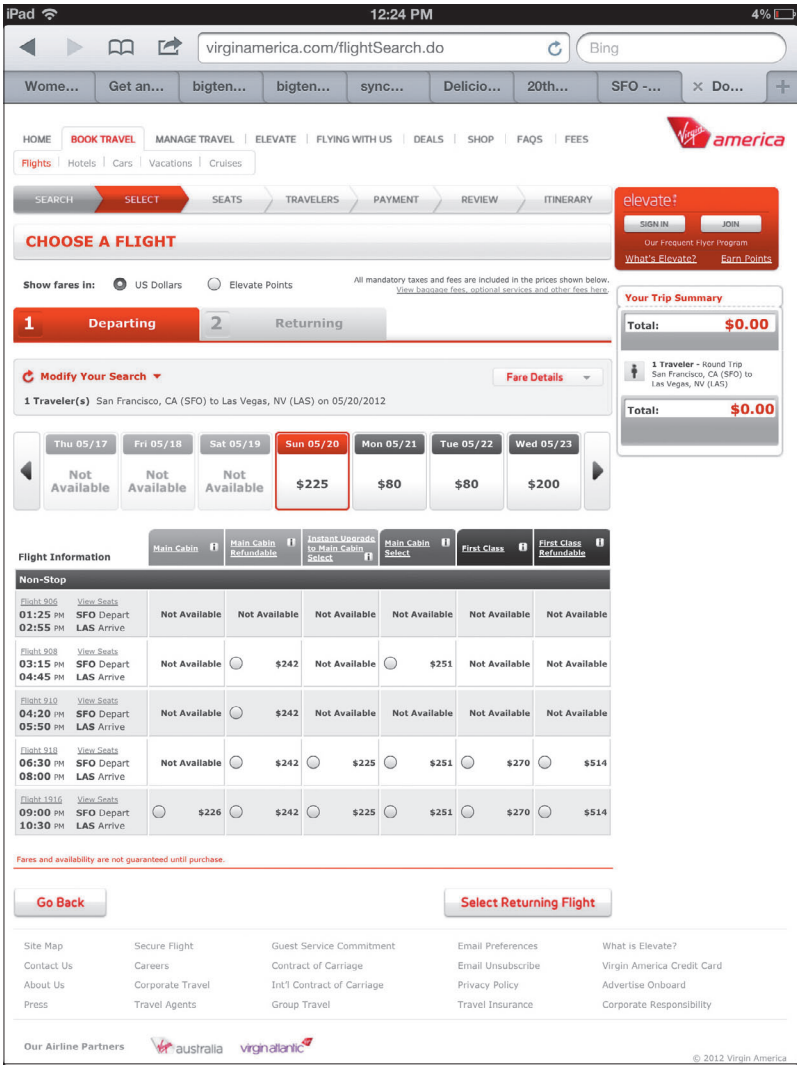 iPad 12:24 PM 4%
virginamerica.com/flightSearch.do Bing
Wome... Get an... bigten... bigten... sync... Delicio... 20th... SFO -... Do...
Virgin america
HOME BOOK TRAVEL MANAGE TRAVEL ELEVATE FLYING WITH US DEALS SHOP FAQS FEES
Flights Hotels Cars Vacations Cruises
SEARCH SELECT SEATS TRAVELERS PAYMENT REVIEW ITINERARY
elevate
SIGN IN JOIN
Our Frequent Flyer Program
What's Elevate? Earn Points
CHOOSE A FLIGHT
Show fares in: US Dollars Elevate Points
All mandatory taxes and fees are included in the prices shown below.
View baggage fees, optional services and other fees here.
Your Trip Summary
Total: $0.00
1 Traveler - Round Trip
San Francisco, CA (SFO) to
Las Vegas, NV (LAS)
Total: $0.00
1 Departing 2 Returning
Modify Your Search Fare Details
1 Traveler(s) San Francisco, CA (SFO) to Las Vegas, NV (LAS) on 05/20/2012
Thu 05/17 Fri 05/18 Sat 05/19 Sun 05/20 Mon 05/21 Tue 05/22 Wed 05/23
Not Available Not Available Not Available $225 $80 $80 $200
Flight Information Main Cabin Main Cabin Refundable Instant Upgrade to Main Cabin Select Main Cabin Select First Class First Class Refundable
Non-Stop
Flight 906 View Seats
01:25 PM SFO Depart Not Available Not Available Not Available Not Available Not Available Not Available
02:55 PM LAS Arrive
Flight 908 View Seats
03:15 PM SFO Depart Not Available $242 Not Available $251 Not Available Not Available
04:45 PM LAS Arrive
Flight 910 View Seats
04:20 PM SFO Depart Not Available $242 Not Available Not Available Not Available Not Available
05:50 PM LAS Arrive
Flight 918 View Seats
06:30 PM SFO Depart Not Available $242 $225 $251 $270 $514
08:00 PM LAS Arrive
Flight 1916 View Seats
09:00 PM SFO Depart $226 $242 $225 $251 $270 $514
10:30 PM LAS Arrive
Fares and availability are not guaranteed until purchase.
Go Back Select Returning Flight
Site Map Secure Flight Guest Service Commitment Email Preferences What is Elevate?
Contact Us Careers Contract of Carriage Email Unsubscribe Virgin America Credit Card
About Us Corporate Travel Int'l Contract of Carriage Privacy Policy Advertise Onboard
Press Travel Agents Group Travel Travel Insurance Corporate Responsibility
Our Airline Partners Virgin australia virgin atlantic
© 2012 Virgin America